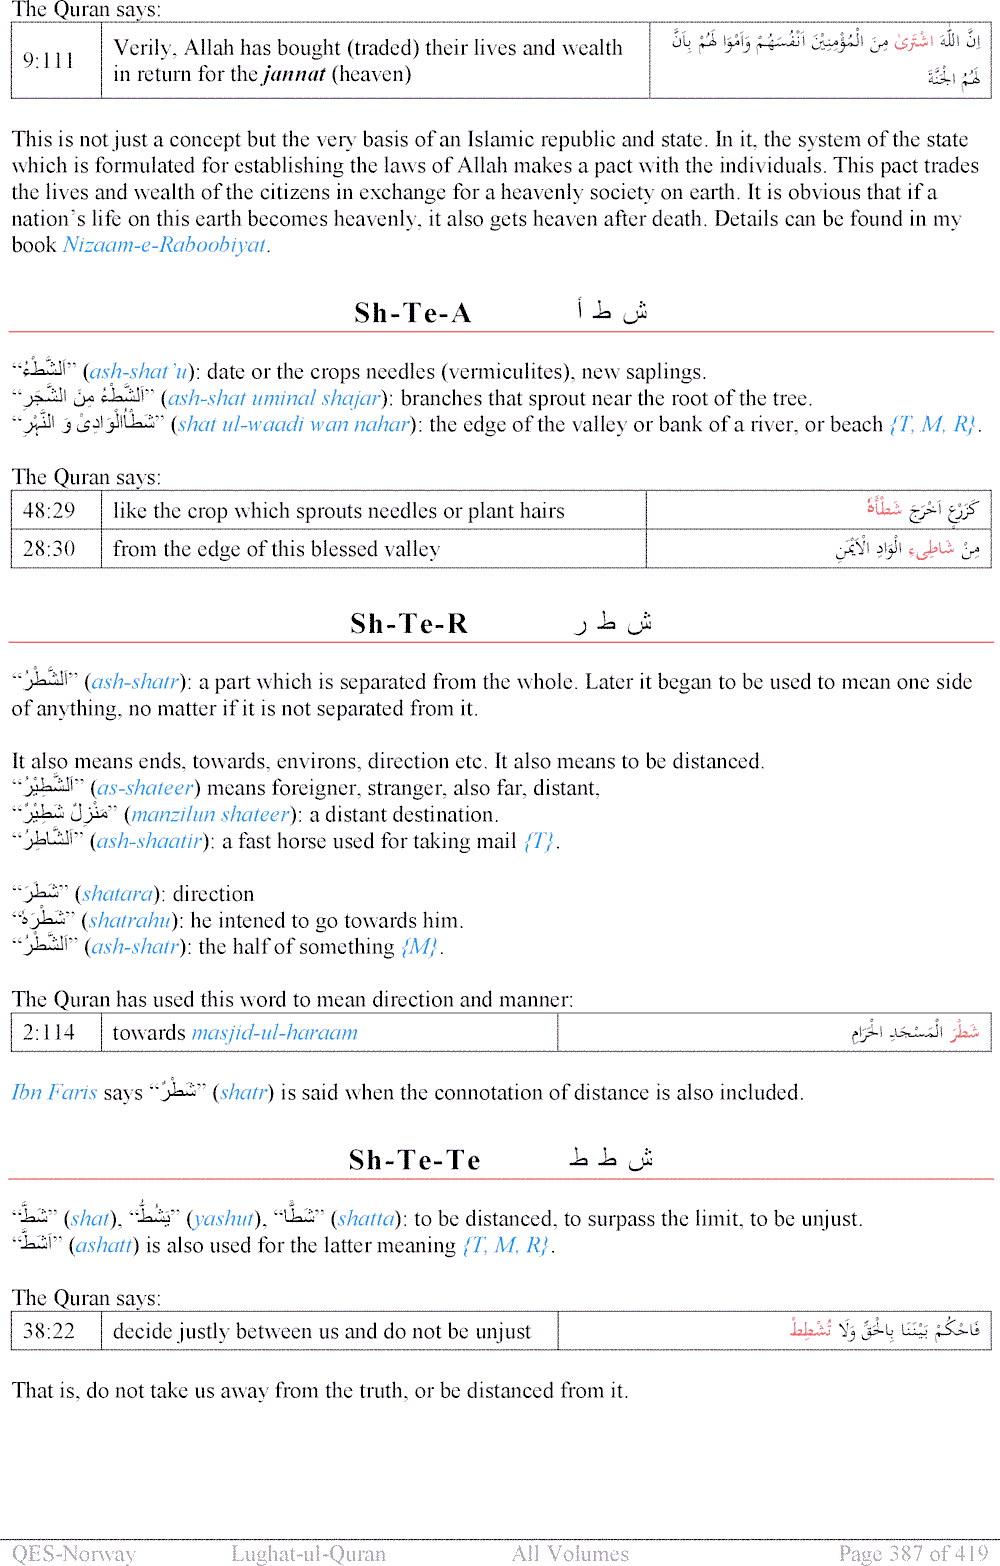 The Quran says:
9:111 Verily, Allah has bought (traded) their lives and wealth in return for the jannat (heaven) اِنَّ اللّٰهَ اشْتَرٰىٰ مِنَ الْمُؤْمِنِيْنَ اَنْفُسَهُمْ وَاَمْوَا لَهُمْ بِاَنَّ لَهُمُ الْجَنَّةَ
This is not just a concept but the very basis of an Islamic republic and state. In it, the system of the state
which is formulated for establishing the laws of Allah makes a pact with the individuals. This pact trades
the lives and wealth of the citizens in exchange for a heavenly society on earth. It is obvious that if a
nation's life on this earth becomes heavenly, it also gets heaven after death. Details can be found in my
book Nizaam-e-Raboobiyat.
Sh-Te-A ش ط أ
“اَلشَّطْءُ” (ash-shat'u): date or the crops needles (vermiculites), new saplings.
“اَلشَّطْءُ مِنَ الشَّجَرِ” (ash-shat uminal shajar): branches that sprout near the root of the tree.
“شَطْاُالْوَادِىْ وَ النَّهْرِ” (shat ul-waadi wan nahar): the edge of the valley or bank of a river, or beach {T, M, R}.
The Quran says:
48:29 like the crop which sprouts needles or plant hairs كَزَرْعٍ اَخْرَجَ شَطْأَهٗ
28:30 from the edge of this blessed valley مِنْ شَاطِىءِ الْوَادِ الْاَيْمَنِ
Sh-Te-R ش ط ر
“اَلشَّطْرُ” (ash-shatr): a part which is separated from the whole. Later it began to be used to mean one side
of anything, no matter if it is not separated from it.
It also means ends, towards, environs, direction etc. It also means to be distanced.
“اَلشَّطِيْرُ” (as-shateer) means foreigner, stranger, also far, distant,
“مَنْزِلٌ شَطِيْرٌ” (manzilun shateer): a distant destination.
“اَلشَّاطِرُ” (ash-shaatir): a fast horse used for taking mail {T}.
“شَطَرَ” (shatara): direction
“شَطْرَهٗ” (shatrahu): he intened to go towards him.
“اَلشَّطْرُ” (ash-shatr): the half of something {M}.
The Quran has used this word to mean direction and manner:
2:114 towards masjid-ul-haraam شَطْرَ الْمَسْجَدِ الْحَرَامِ
Ibn Faris says “شَطْرٌ” (shatr) is said when the connotation of distance is also included.
Sh-Te-Te ش ط ط
“شَطَّ” (shat), “يَشُطُّ” (yashut), “شَطًّا” (shatta): to be distanced, to surpass the limit, to be unjust.
“اَشَطَّ” (ashatt) is also used for the latter meaning {T, M, R}.
The Quran says:
38:22 decide justly between us and do not be unjust فَاحْكُمْ بَيْنَنَا بِالْحَقِّ وَلَا تُشْطِطْ
That is, do not take us away from the truth, or be distanced from it.
QES-Norway Lughat-ul-Quran All Volumes Page 387 of 419